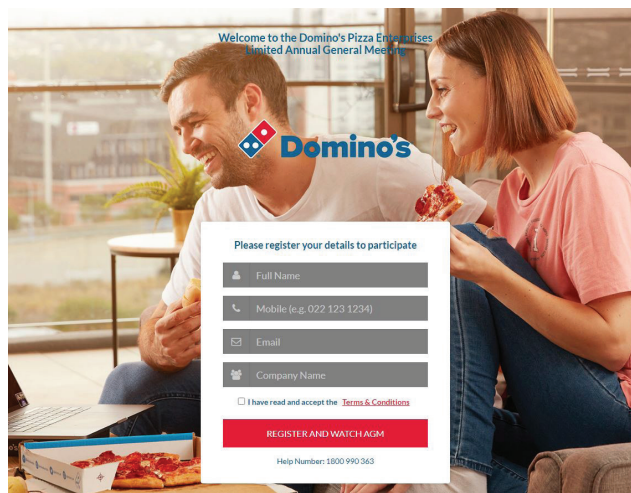 Welcome to the Domino's Pizza Enterprises
Limited Annual General Meeting
Domino's
Please register your details to participate
Full Name
Mobile (e.g. 022 123 1234)
Email
Company Name
I have read and accept the Terms & Conditions
REGISTER AND WATCH AGM
Help Number: 1800 990 363